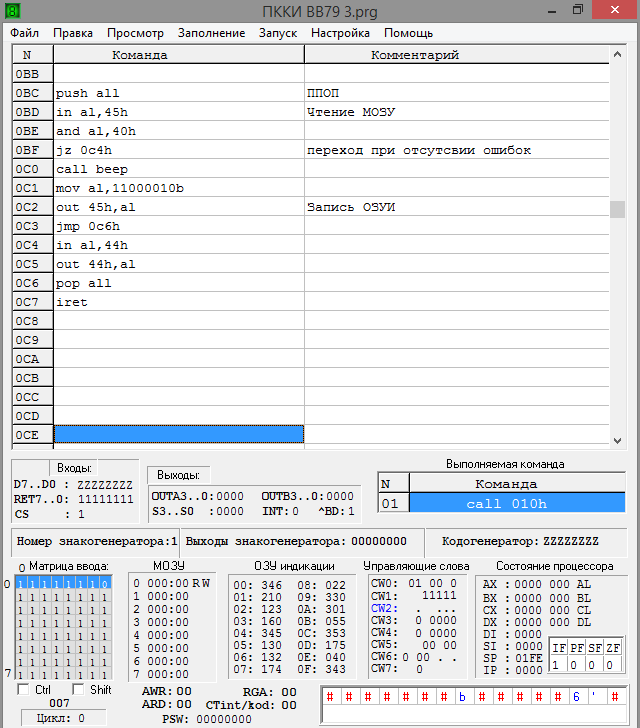 ПККИ ВВ79 3.prg
Файл Правка Просмотр Заполнение Запуск Настройка Помощь
N Команда Комментарий
0BB
0BC push all ППОП
0BD in al,45h Чтение МОЗУ
0BE and al,40h
0BF jz 0c4h переход при отсутсвии ошибок
0C0 call beep
0C1 mov al,11000010b
0C2 out 45h,al Запись ОЗУИ
0C3 jmp 0c6h
0C4 in al,44h
0C5 out 44h,al
0C6 pop all
0C7 iret
0C8
0C9
0CA
0CB
0CC
0CD
0CE
Входы:
D7..D0 : ZZZZZZZZ
RET7..0: 11111111
CS : 1
Выходы:
OUTA3..0:0000 OUTB3..0:0000
S3..S0 :0000 INT:0 ^BD:1
Выполняемая команда
N Команда
01 call 010h
Номер знакогенератора:1 Выходы знакогенератора: 00000000 Кодогенератор: ZZZZZZZZ
0 Матрица ввода: 7
0 1 1 1 1 1 1 1 0
1 1 1 1 1 1 1 1
1 1 1 1 1 1 1 1
1 1 1 1 1 1 1 1
1 1 1 1 1 1 1 1
1 1 1 1 1 1 1 1
1 1 1 1 1 1 1 1
7 1 1 1 1 1 1 1 1
Ctrl Shift
007
Цикл: 0
МОЗУ
0 000:00 R W
1 000:00
2 000:00
3 000:00
4 000:00
5 000:00
6 000:00
7 000:00
ОЗУ индикации
00: 346 08: 022
01: 210 09: 330
02: 123 0A: 301
03: 160 0B: 055
04: 345 0C: 353
05: 130 0D: 175
06: 132 0E: 040
07: 174 0F: 343
Управляющие слова
CW0: 01 00 0
CW1: 11111
CW2: . ...
CW3: 0 0000
CW4: 0 0000
CW5: 00 00
CW6: 0 00 . .
CW7: 0
Состояние процессора
AX : 0000 000 AL
BX : 0000 000 BL
CX : 0000 000 CL
DX : 0000 000 DL
DI : 0000
SI : 0000
SP : 01FE
IP : 0000
IF PF SF ZF
1 0 0 0
AWR: 00 RGA: 00
ARD: 00 CTint/kod: 00
PSW: 00000000
# # # # # # # # # b # # # # # 6 ' #